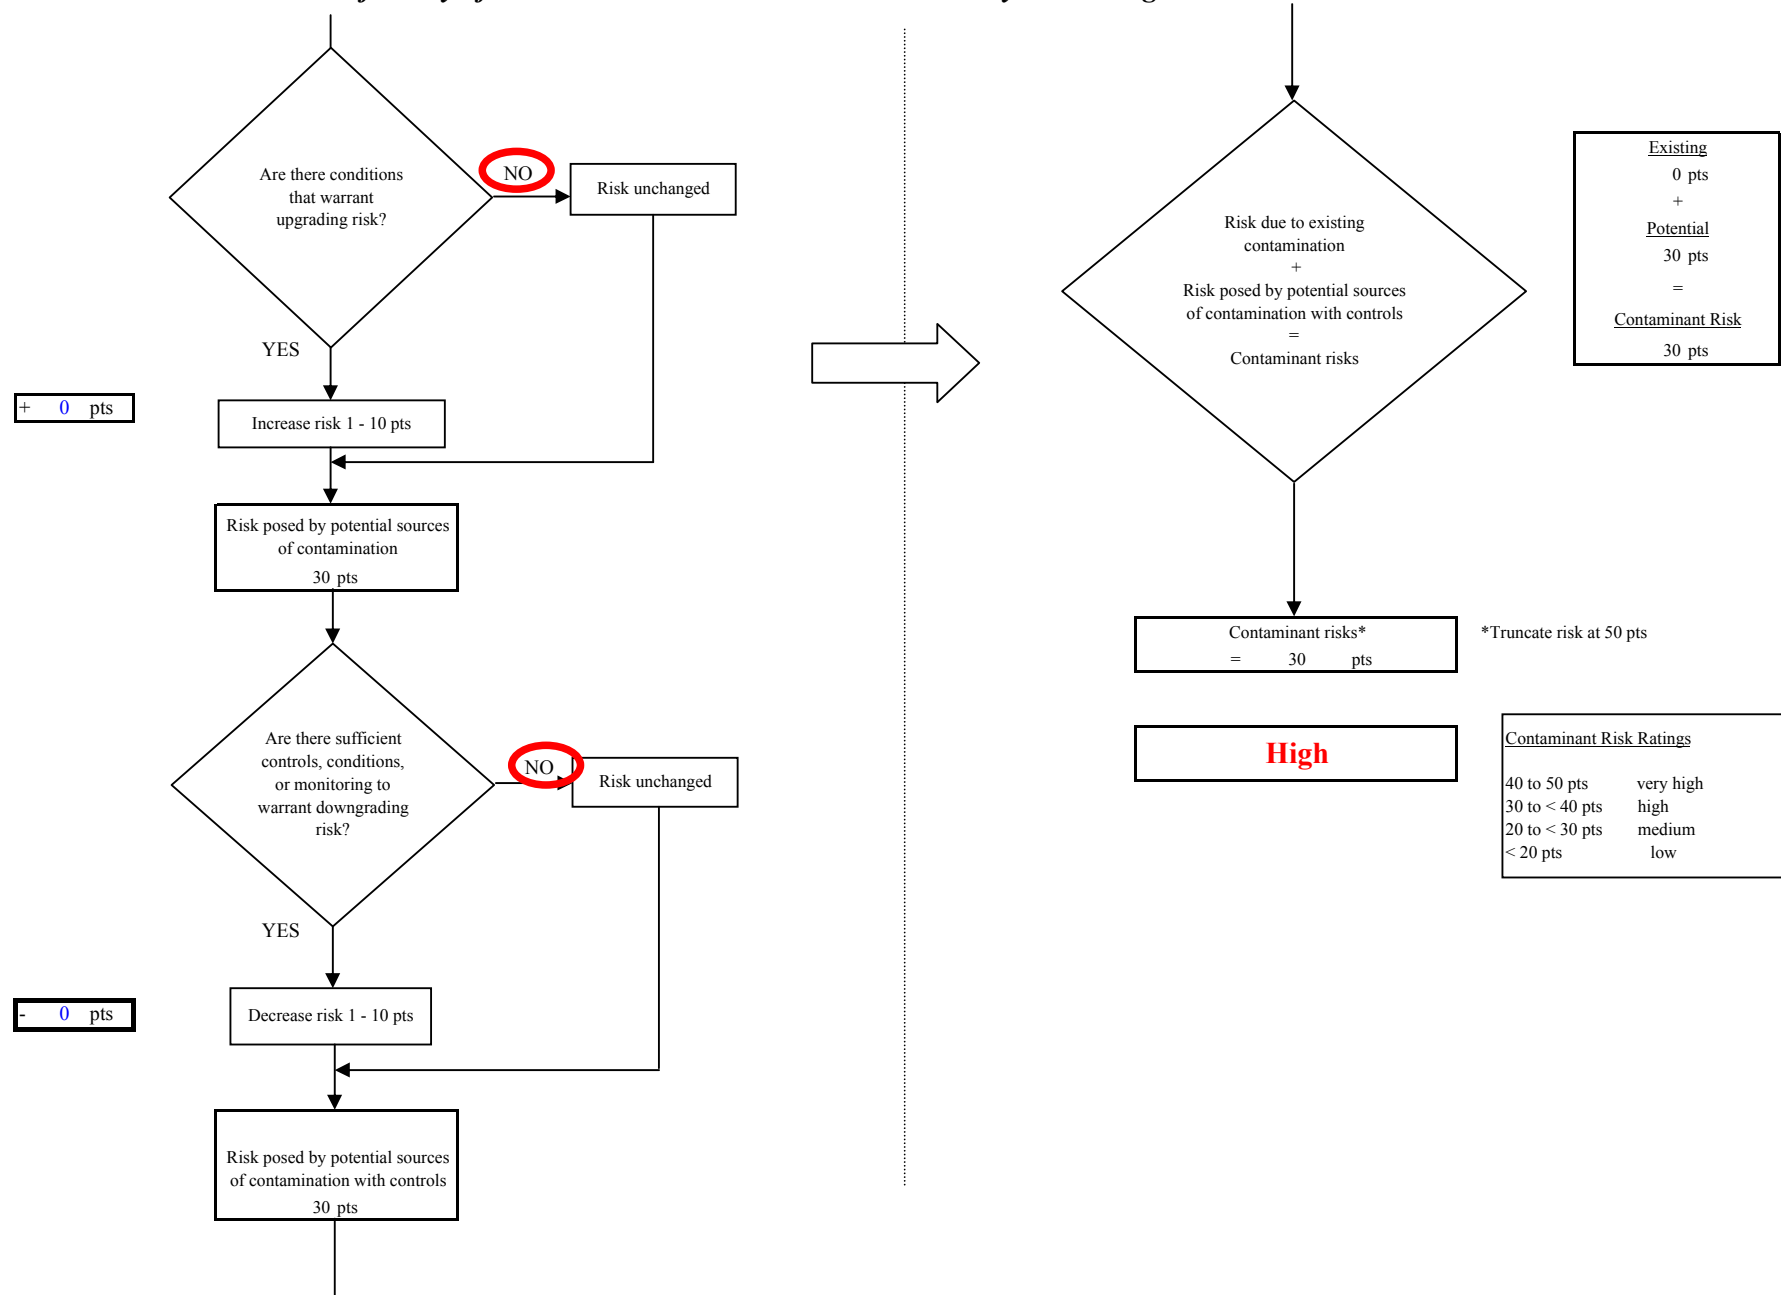 Are there conditions
that warrant
upgrading risk?
NO
Risk unchanged
YES
+ 0 pts
Increase risk 1 - 10 pts
Risk posed by potential sources
of contamination
30 pts
Are there sufficient
controls, conditions,
or monitoring to
warrant downgrading
risk?
NO
Risk unchanged
YES
- 0 pts
Decrease risk 1 - 10 pts
Risk posed by potential sources
of contamination with controls
30 pts
Risk due to existing
contamination
+
Risk posed by potential sources
of contamination with controls
=
Contaminant risks
Existing
0 pts
+
Potential
30 pts
=
Contaminant Risk
30 pts
Contaminant risks*
= 30 pts
*Truncate risk at 50 pts
High
Contaminant Risk Ratings
40 to 50 pts very high
30 to < 40 pts high
20 to < 30 pts medium
< 20 pts low